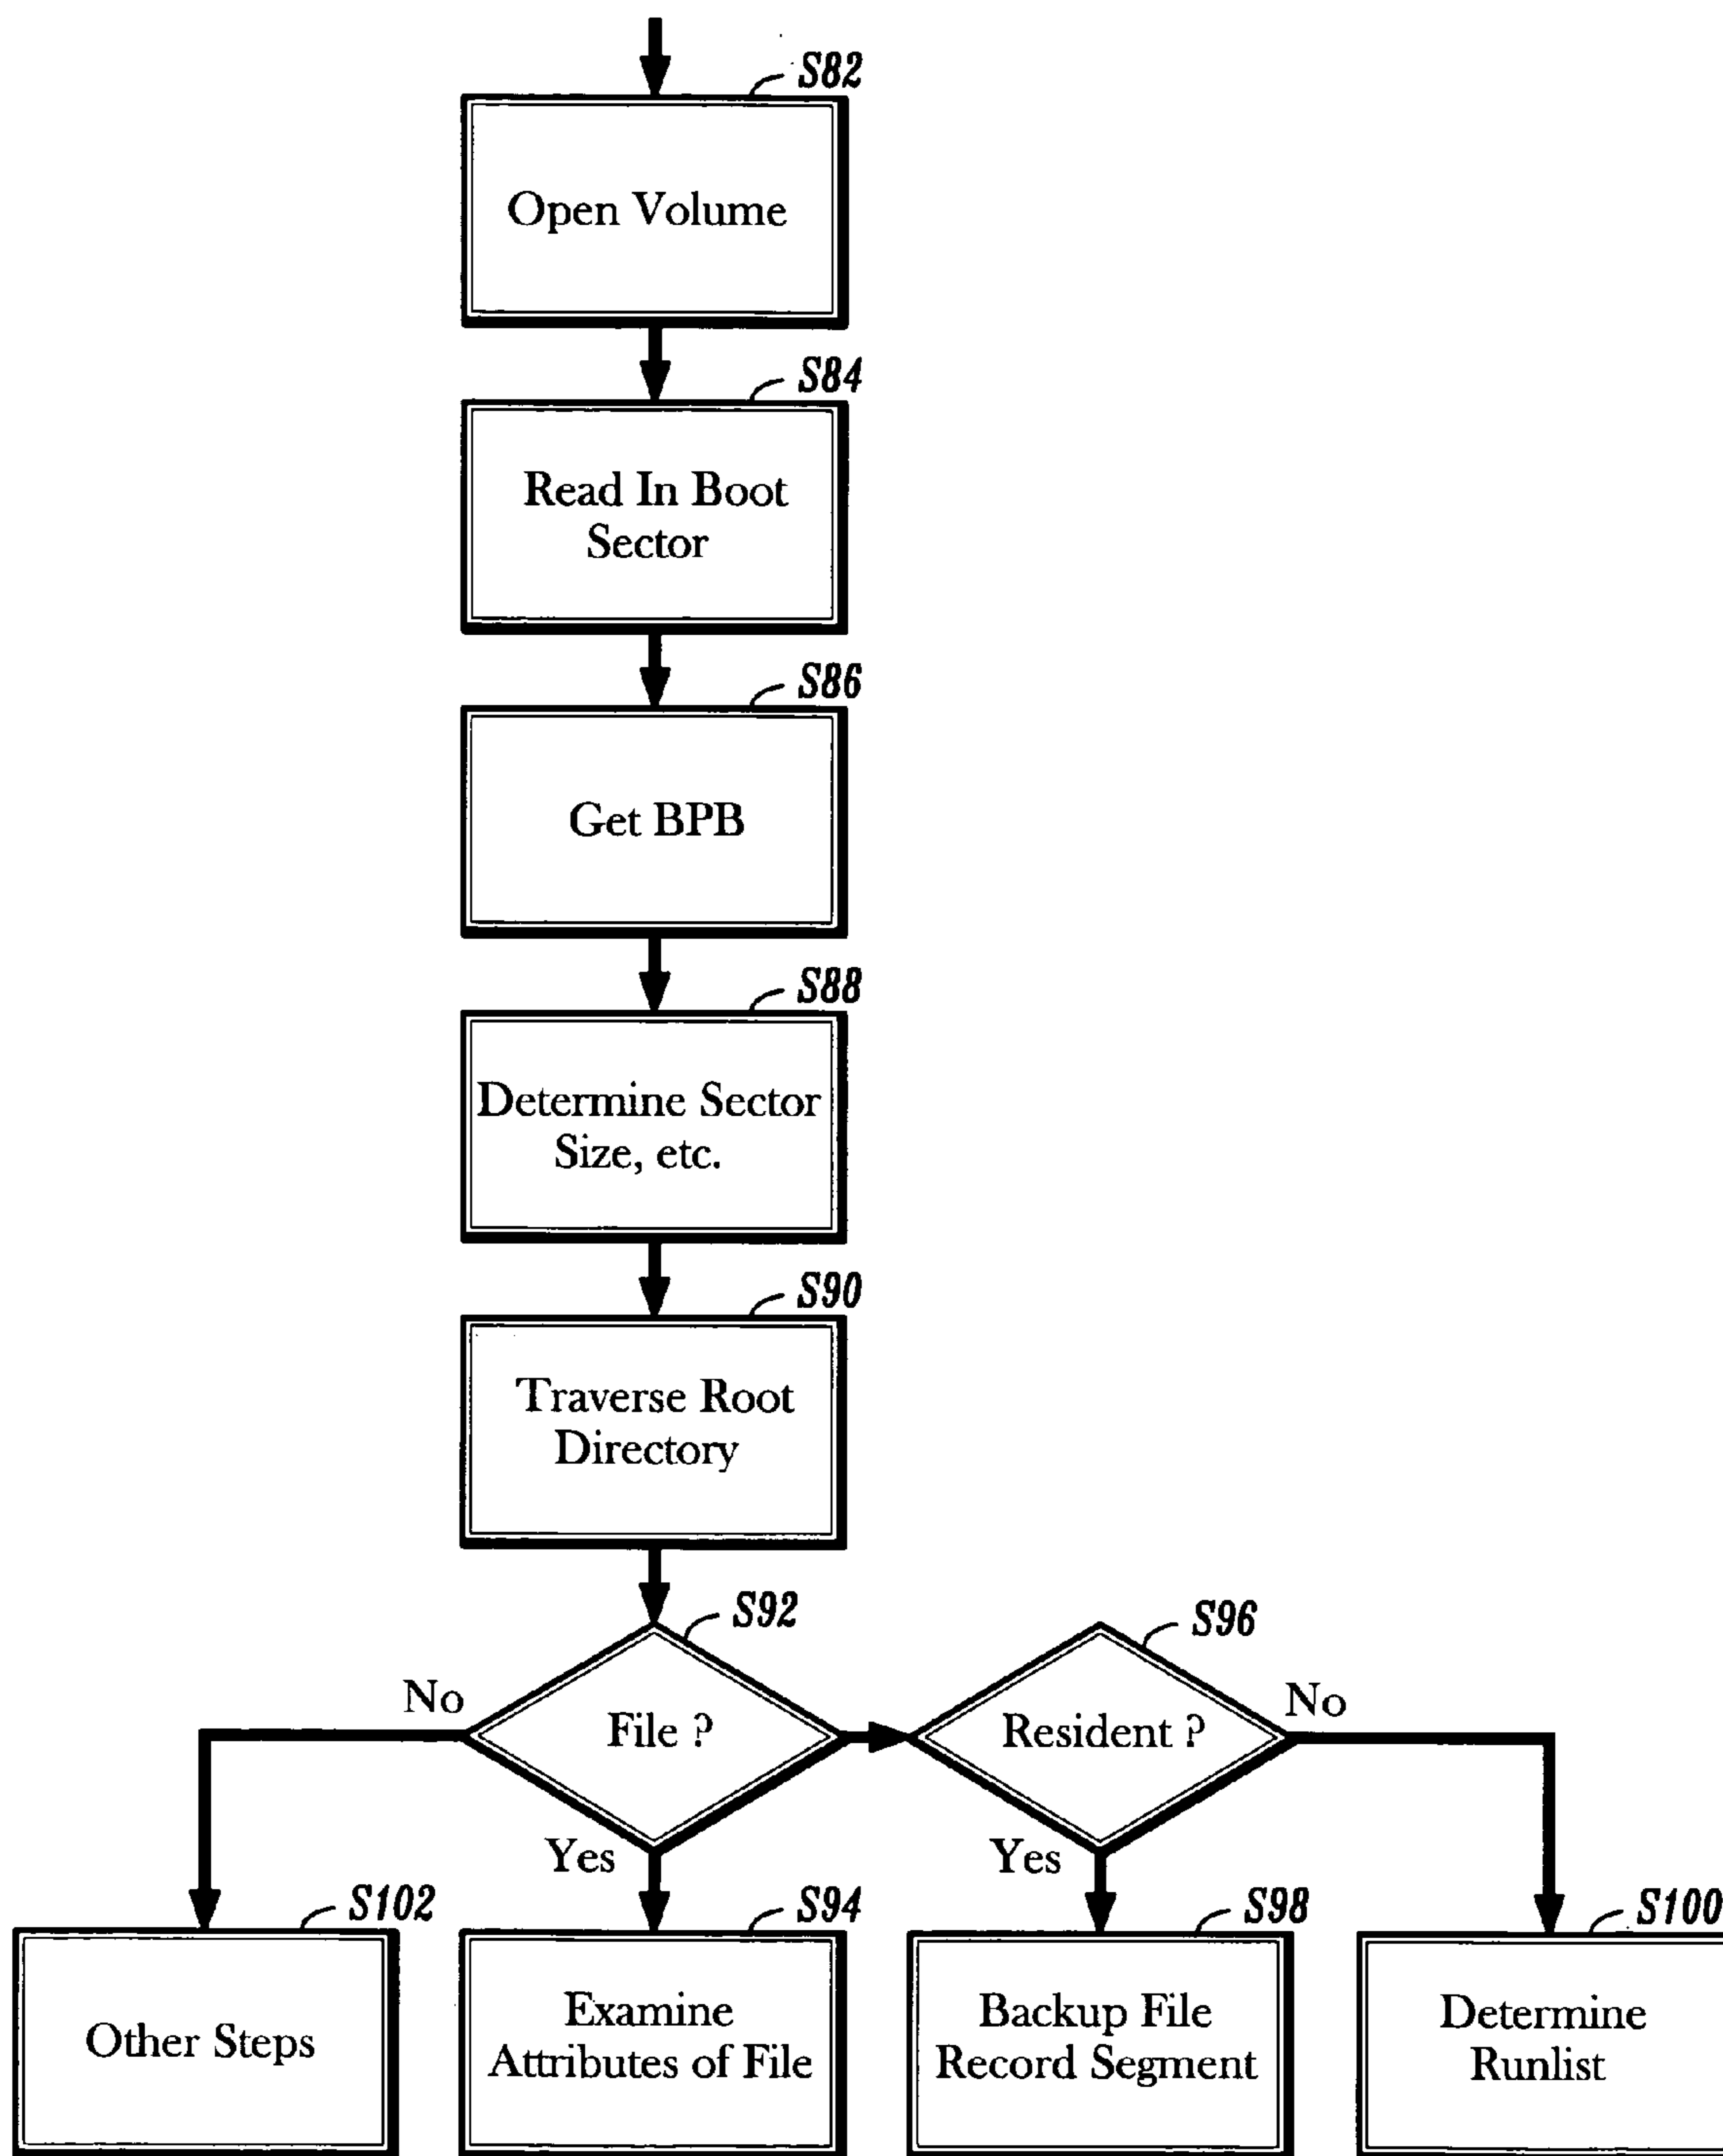 S82
Open Volume
S84
Read In Boot
Sector
S86
Get BPB
S88
Determine Sector
Size, etc.
S90
Traverse Root
Directory
S92
File ?
No
Yes
S96
Resident ?
No
Yes
S102
Other Steps
S94
Examine
Attributes of File
S98
Backup File
Record Segment
S100
Determine
Runlist